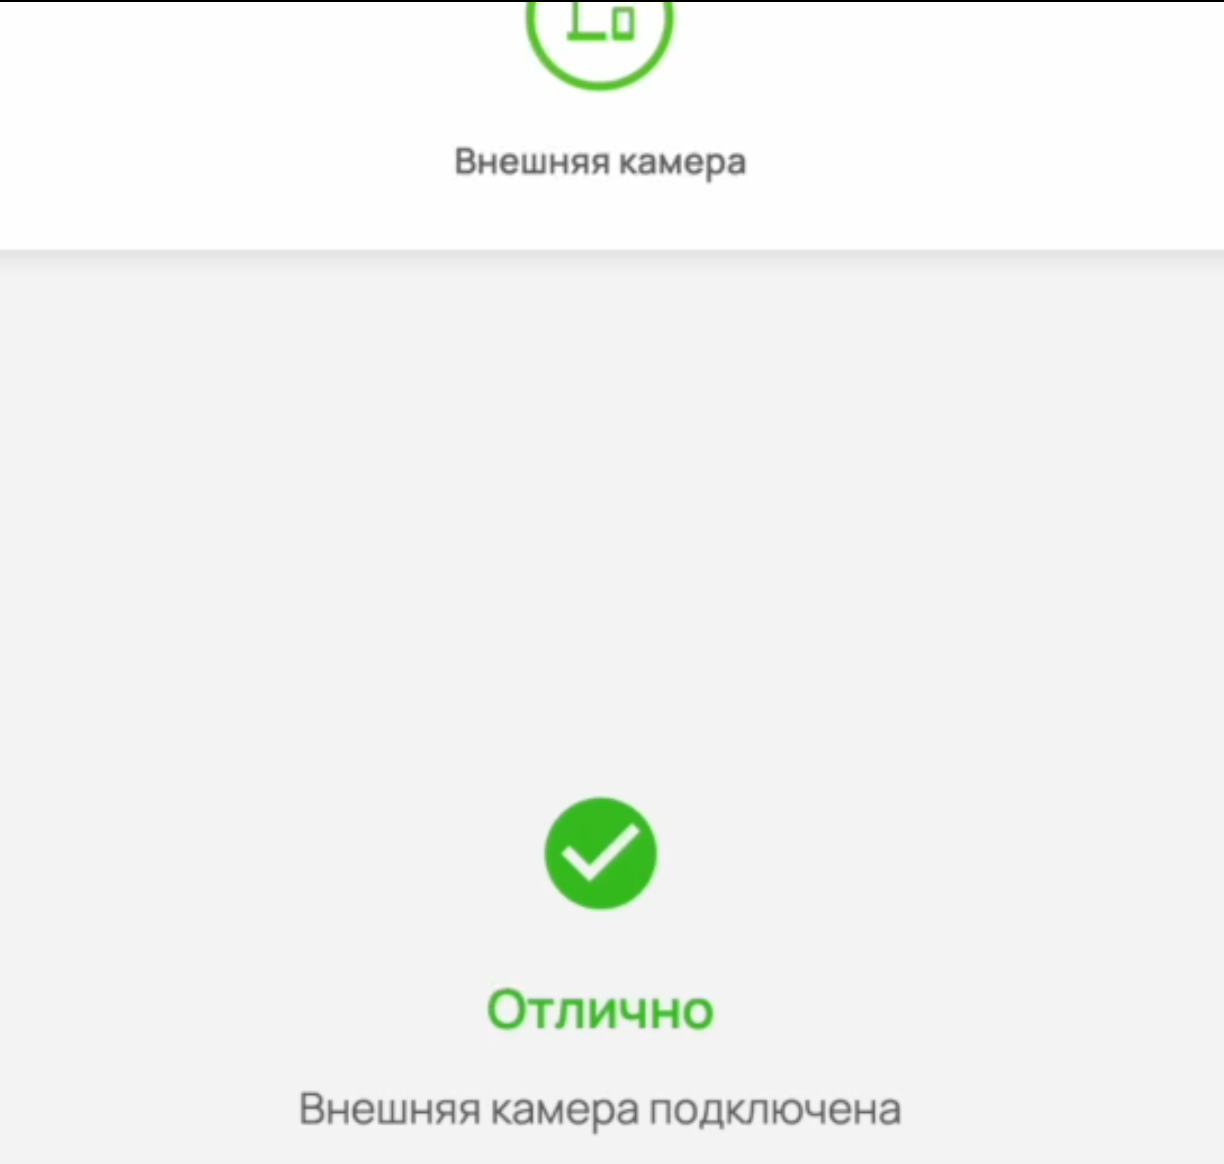 Внешняя камера
Отлично
Внешняя камера подключена